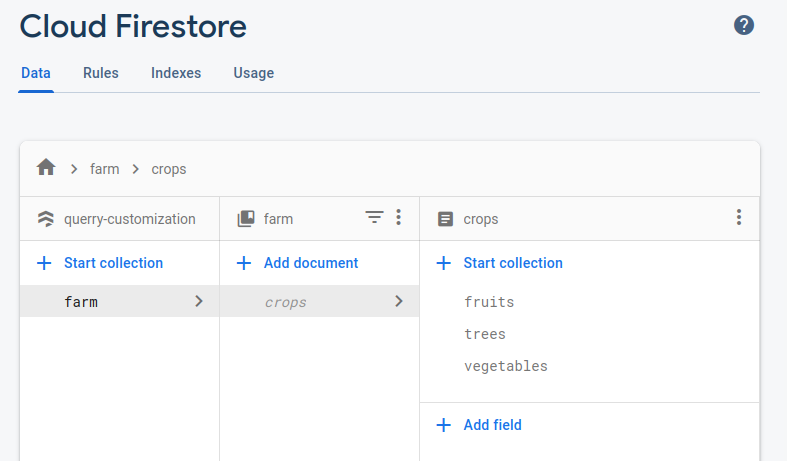 Cloud Firestore
?
Data Rules Indexes Usage
farm crops
querry-customization farm crops
+ Start collection + Add document + Start collection
farm crops fruits
trees
vegetables
+ Add field